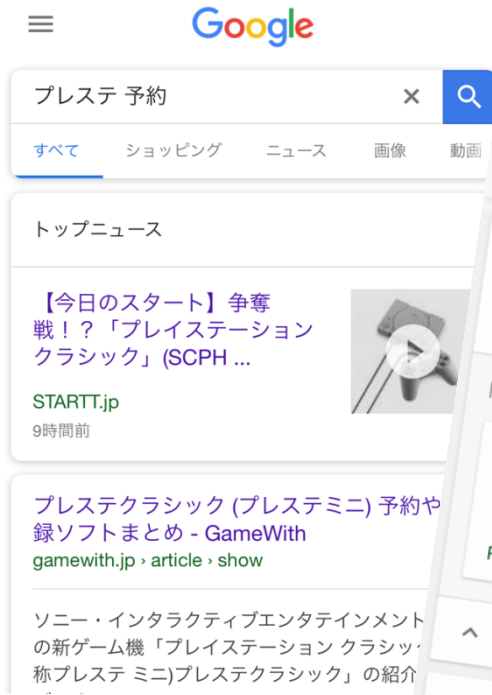 Google
プレステ 予約
すべて ショッピング ニュース 画像 動画
トップニュース
【今日のスタート】争奪
戦！？「プレイステーション
クラシック」(SCPH ...
STARTT.jp
9時間前
プレステクラシック (プレステミニ) 予約や
録ソフトまとめ - GameWith
gamewith.jp › article › show
ソニー・インタラクティブエンタテインメント
の新ゲーム機「プレイステーション クラシッ
称プレステ ミニ)プレステクラシック」の紹介